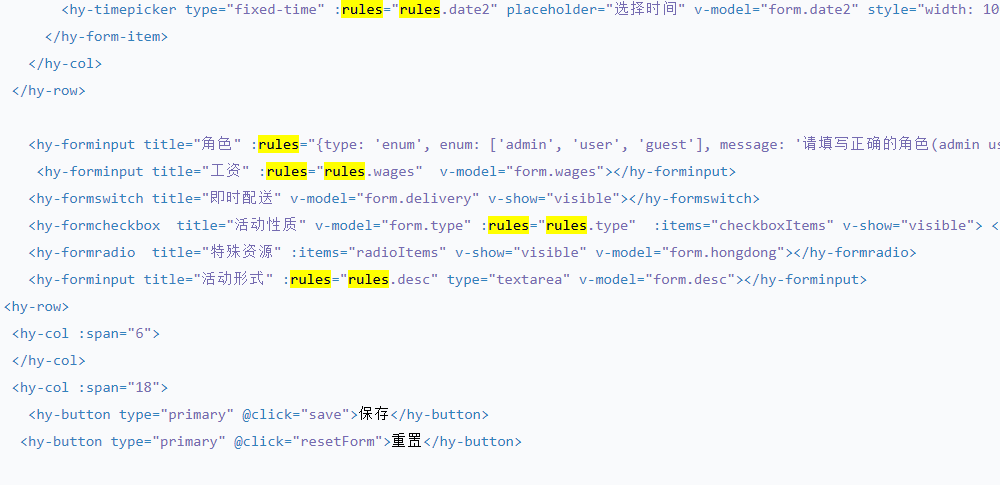 <hy-timepicker type="fixed-time" :rules="rules.date2" placeholder="选择时间" v-model="form.date2" style="width: 10
</hy-form-item>
</hy-col>
</hy-row>
<hy-forminput title="角色" :rules="{type: 'enum', enum: ['admin', 'user', 'guest'], message: '请填写正确的角色(admin us
<hy-forminput title="工资" :rules="rules.wages"  v-model="form.wages"></hy-forminput>
<hy-formswitch title="即时配送" v-model="form.delivery" v-show="visible"></hy-formswitch>
<hy-formcheckbox  title="活动性质" v-model="form.type" :rules="rules.type"  :items="checkboxItems" v-show="visible"> <
<hy-formradio  title="特殊资源" :items="radioItems" v-show="visible" v-model="form.hongdong"></hy-formradio>
<hy-forminput title="活动形式" :rules="rules.desc" type="textarea" v-model="form.desc"></hy-forminput>
<hy-row>
<hy-col :span="6">
</hy-col>
<hy-col :span="18">
<hy-button type="primary" @click="save">保存</hy-button>
<hy-button type="primary" @click="resetForm">重置</hy-button>